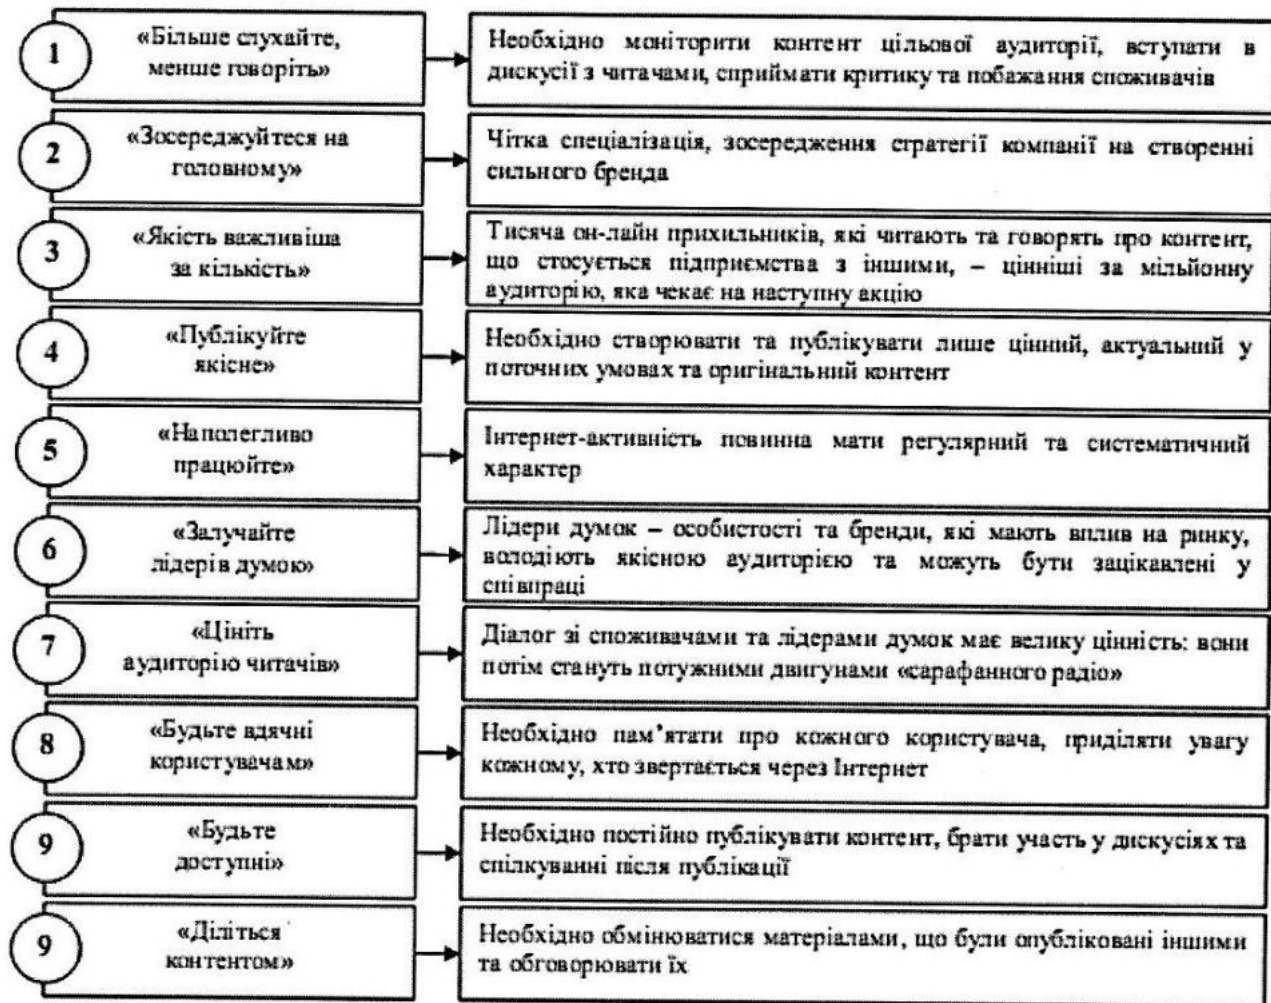 1
«Більше слухайте,
менше говоріть»
Необхідно моніторити контент цільової аудиторії, вступати в
дискусії з читачами, сприймати критику та побажання споживачів
2
«Зосереджуйтеся на
головному»
Чітка спеціалізація, зосередження стратегії компанії на створенні
сильного бренда
3
«Якість важливіша
за кількість»
Тисяча он-лайн прихильників, які читають та говорять про контент,
що стосується підприємства з іншими, – цінніші за мільйонну
аудиторію, яка чекає на наступну акцію
4
«Публікуйте
якісне»
Необхідно створювати та публікувати лише цінний, актуальний у
поточних умовах та оригінальний контент
5
«Наполегливо
працюйте»
Інтернет-активність повинна мати регулярний та систематичний
характер
6
«Залучайте
лідерів думок»
Лідери думок – особистості та бренди, які мають вплив на ринку,
володіють якісною аудиторією та можуть бути зацікавлені у
співпраці
7
«Цініть
аудиторію читачів»
Діалог зі споживачами та лідерами думок має велику цінність: вони
потім стануть потужними двигунами «сарафанного радіо»
8
«Будьте вдячні
користувачам»
Необхідно пам’ятати про кожного користувача, приділяти увагу
кожному, хто звертається через Інтернет
9
«Будьте
доступні»
Необхідно постійно публікувати контент, брати участь у дискусіях та
спілкуванні після публікації
9
«Діліться
контентом»
Необхідно обмінюватися матеріалами, що були опубліковані іншими
та обговорювати їх